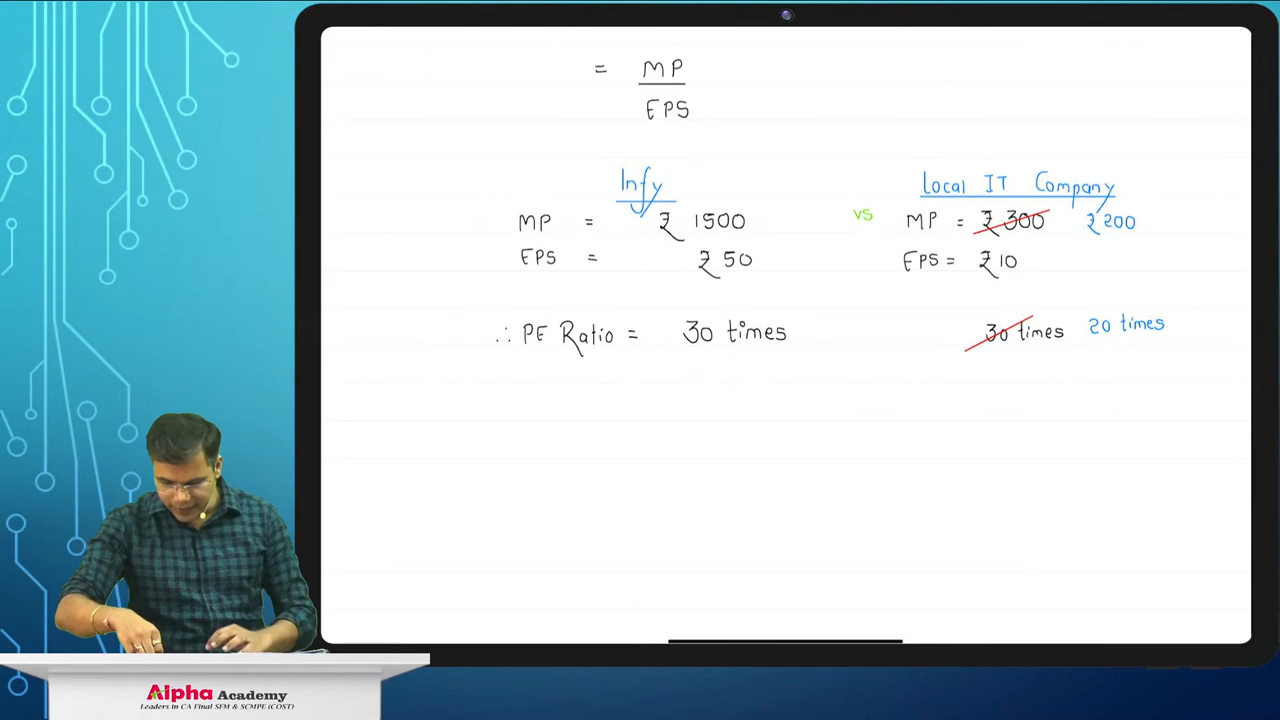 = MP
EPS
Infy
MP = ₹ 1500
EPS = ₹ 50
vs
Local IT Company
MP = ₹ 300 ₹ 200
EPS = ₹ 10
∴ PE Ratio = 30 times
30 times 20 times
Alpha Academy
Leaders in CA Final SFM & SCMPE (COST)